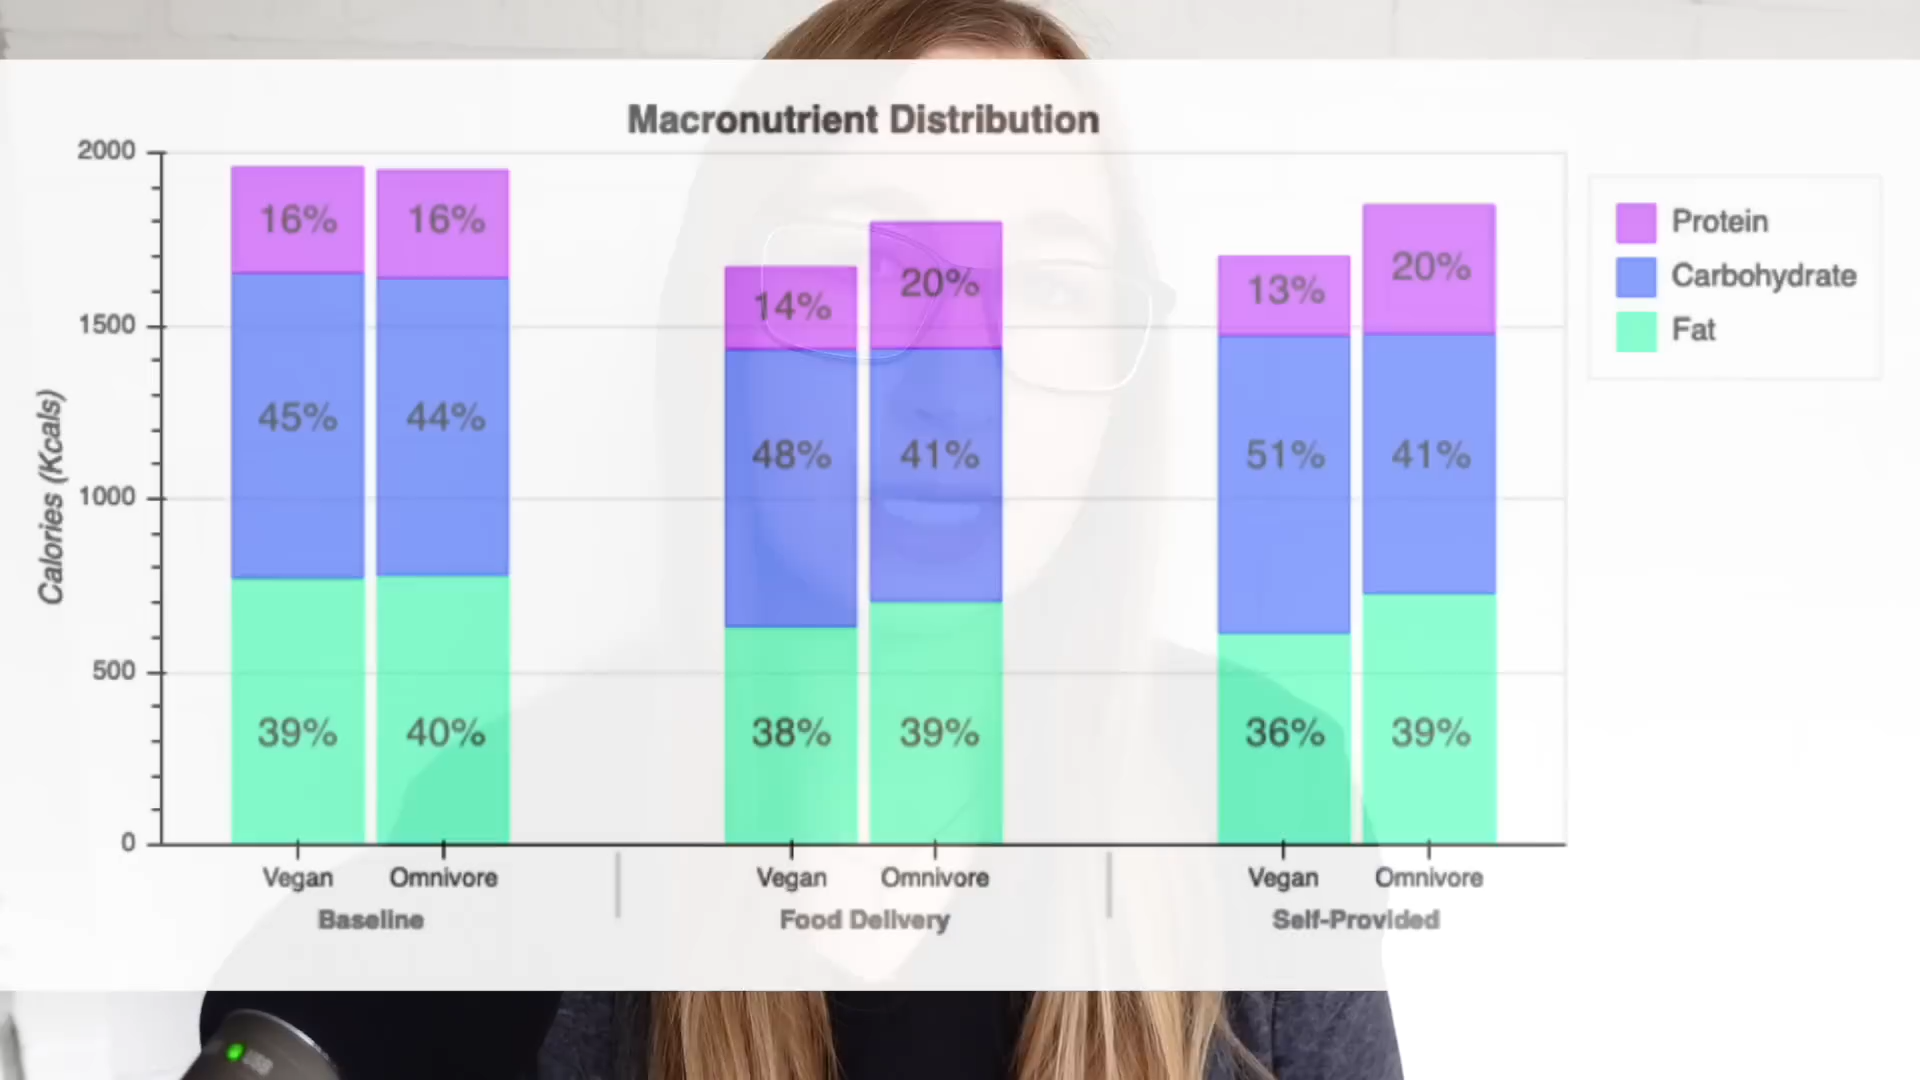 Macronutrient Distribution
2000
1500
1000
500
0
Calories (Kcals)
16%
16%
14%
20%
13%
20%
45%
44%
48%
41%
51%
41%
39%
40%
38%
39%
36%
39%
Vegan
Omnivore
Vegan
Omnivore
Vegan
Omnivore
Baseline
Food Delivery
Self-Provided
Protein
Carbohydrate
Fat